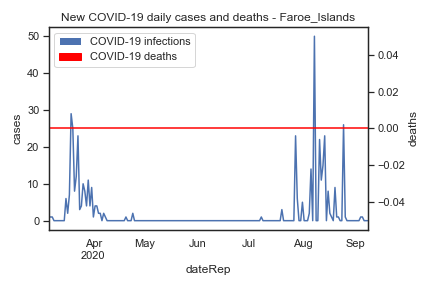 New COVID-19 daily cases and deaths - Faroe_Islands
COVID-19 infections
COVID-19 deaths
50
40
30
20
10
0
cases
0.04
0.02
0.00
−0.02
−0.04
deaths
Apr
2020
May
Jun
Jul
Aug
Sep
dateRep